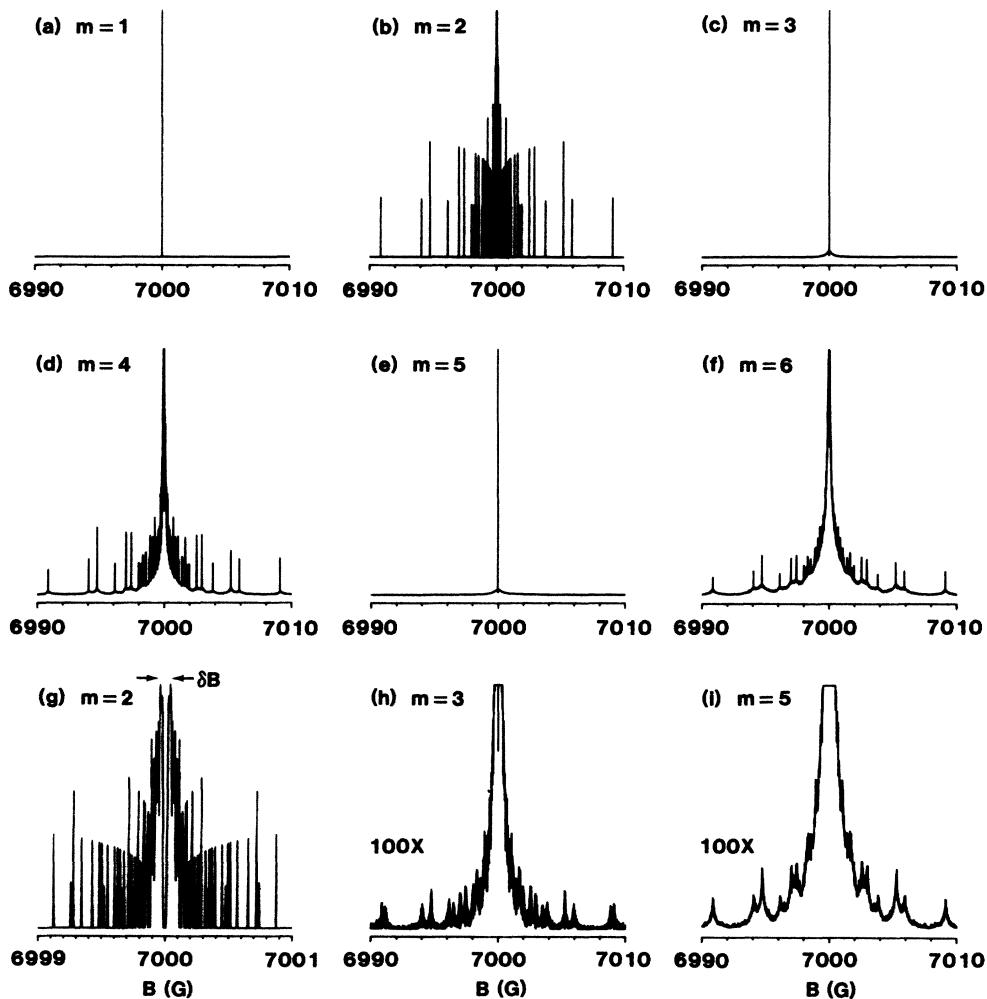 (a) m = 1
(b) m = 2
(c) m = 3
6990 7000 7010
6990 7000 7010
6990 7000 7010
(d) m = 4
(e) m = 5
(f) m = 6
6990 7000 7010
6990 7000 7010
6990 7000 7010
(g) m = 2
δB
(h) m = 3
(i) m = 5
100X
100X
6999 7000 7001
6990 7000 7010
6990 7000 7010
B (G)
B (G)
B (G)